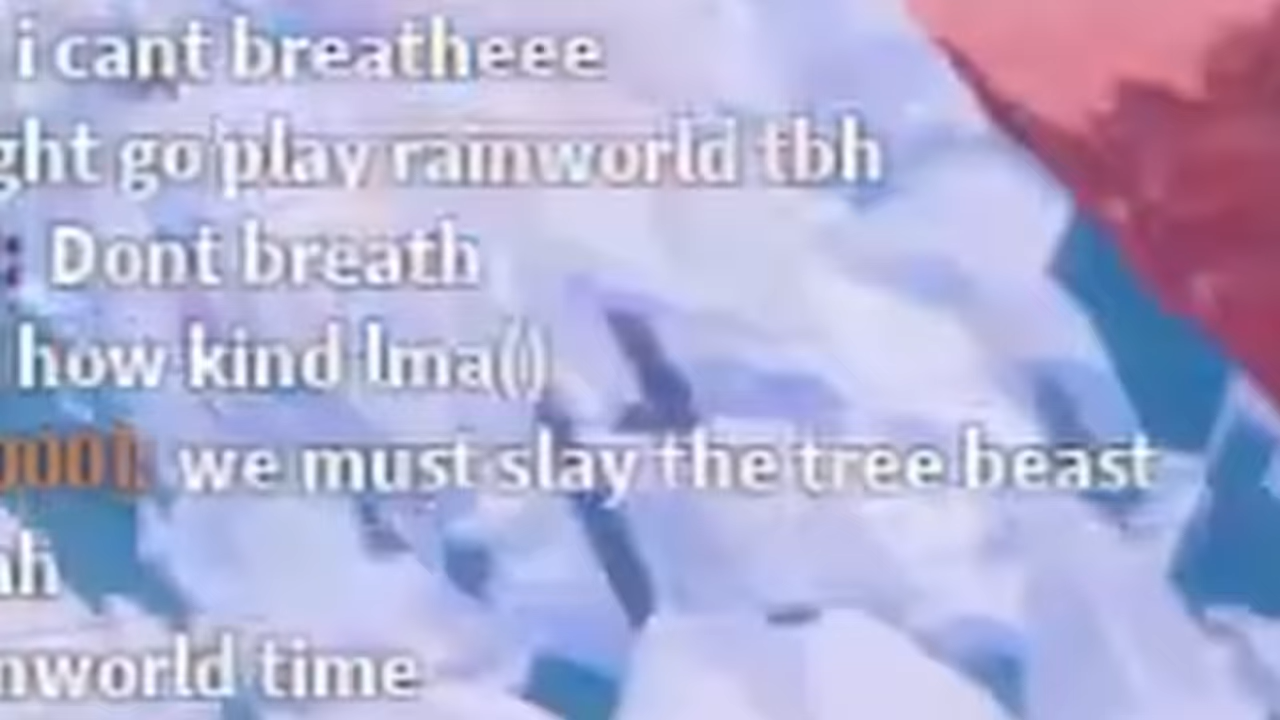 i cant breatheee
ght go play rainworld tbh
: Dont breath
how kind lma()
we must slay the tree beast
ah
nworld time